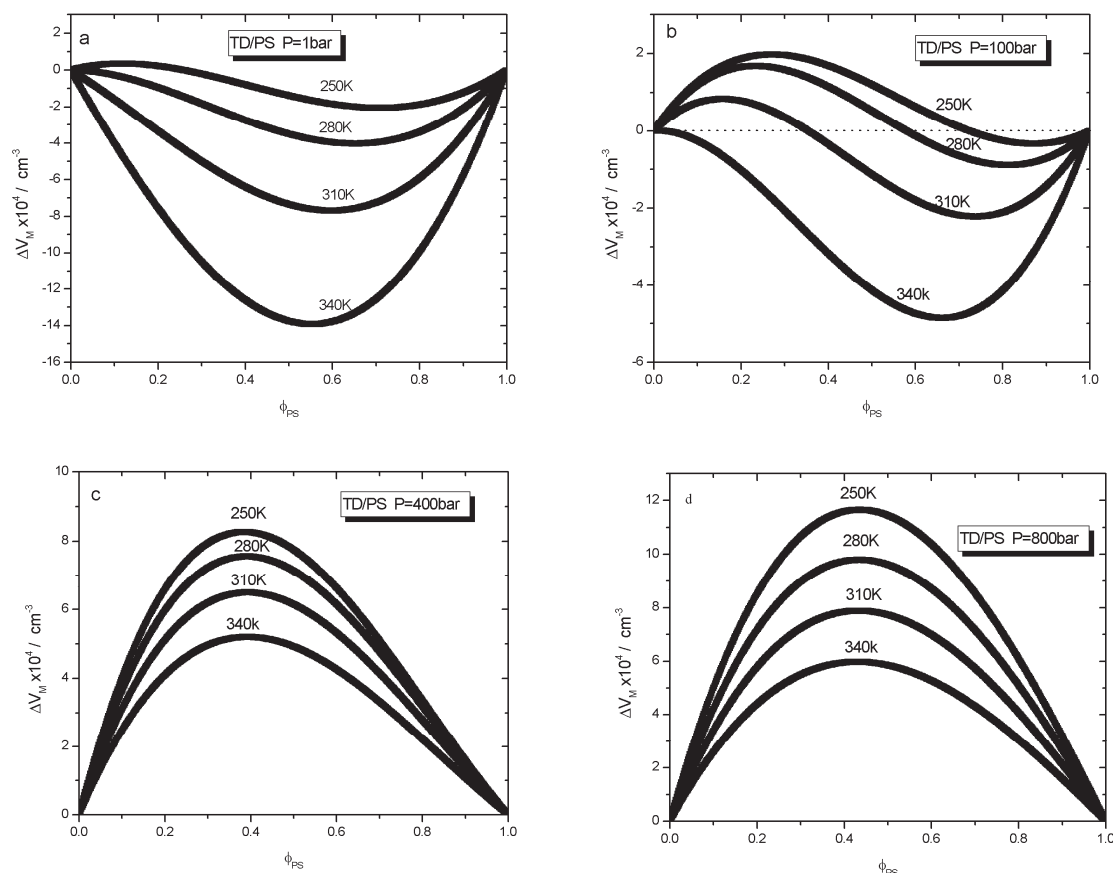 a
TD/PS P=1bar
2
0
-2
-4
-6
-8
-10
-12
-14
-16
ΔV_M x10^4 / cm^-3
250K
280K
310K
340K
0.0 0.2 0.4 0.6 0.8 1.0
ϕ_PS
b
TD/PS P=100bar
2
0
-2
-4
-6
ΔV_M x10^4 / cm^-3
250K
280K
310K
340k
0.0 0.2 0.4 0.6 0.8 1.0
ϕ_PS
c
TD/PS P=400bar
10
8
6
4
2
0
ΔV_M x10^4 / cm^-3
250K
280K
310K
340k
0.0 0.2 0.4 0.6 0.8 1.0
ϕ_PS
d
TD/PS P=800bar
12
10
8
6
4
2
0
ΔV_M x10^4 / cm^-3
250K
280K
310K
340k
0.0 0.2 0.4 0.6 0.8 1.0
ϕ_PS